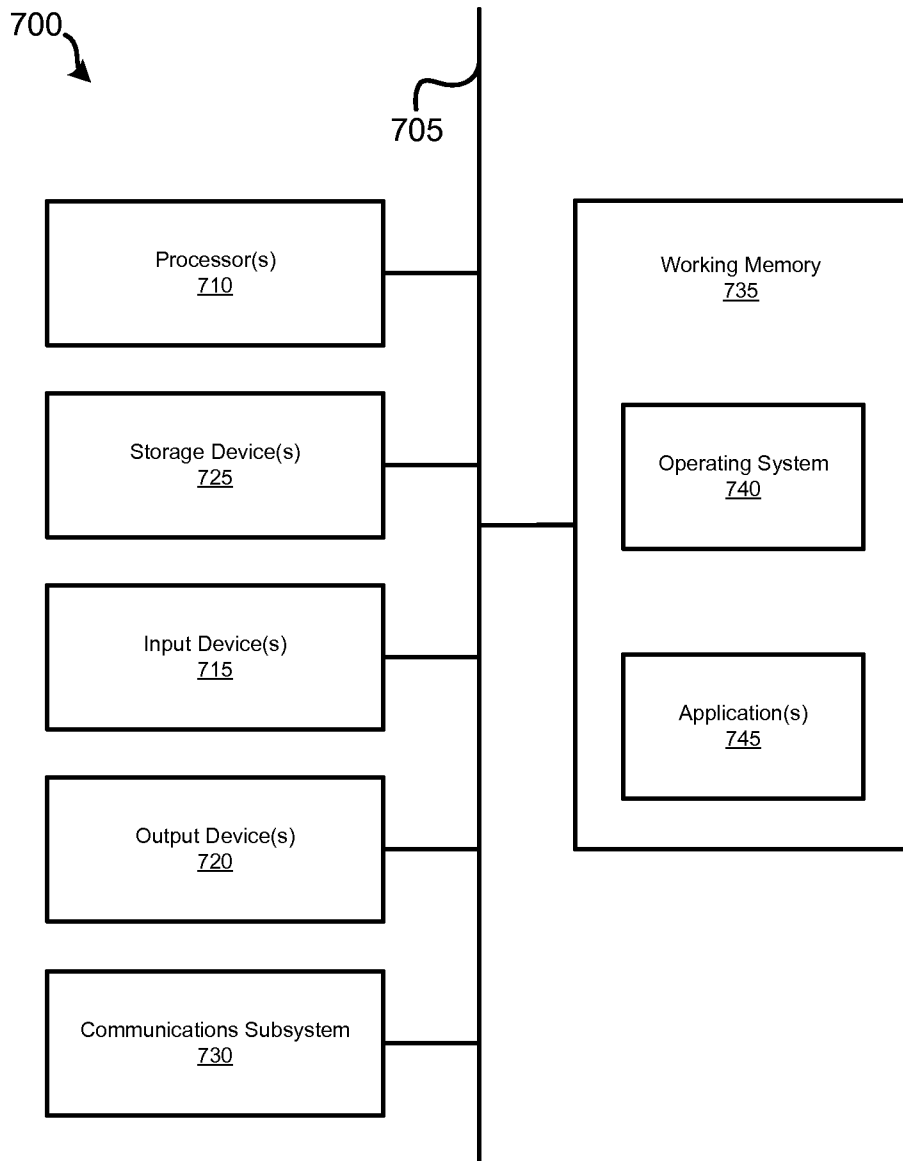 700
705
Processor(s)
710
Storage Device(s)
725
Input Device(s)
715
Output Device(s)
720
Communications Subsystem
730
Working Memory
735
Operating System
740
Application(s)
745